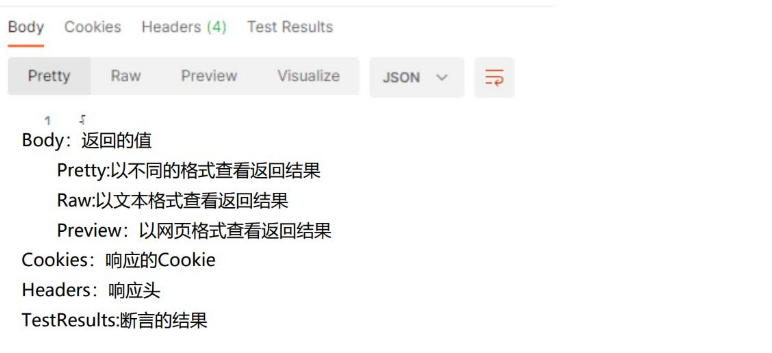 Body Cookies Headers (4) Test Results
Pretty Raw Preview Visualize JSON
1
Body：返回的值
Pretty:以不同的格式查看返回结果
Raw:以文本格式查看返回结果
Preview：以网页格式查看返回结果
Cookies：响应的Cookie
Headers：响应头
TestResults:断言的结果